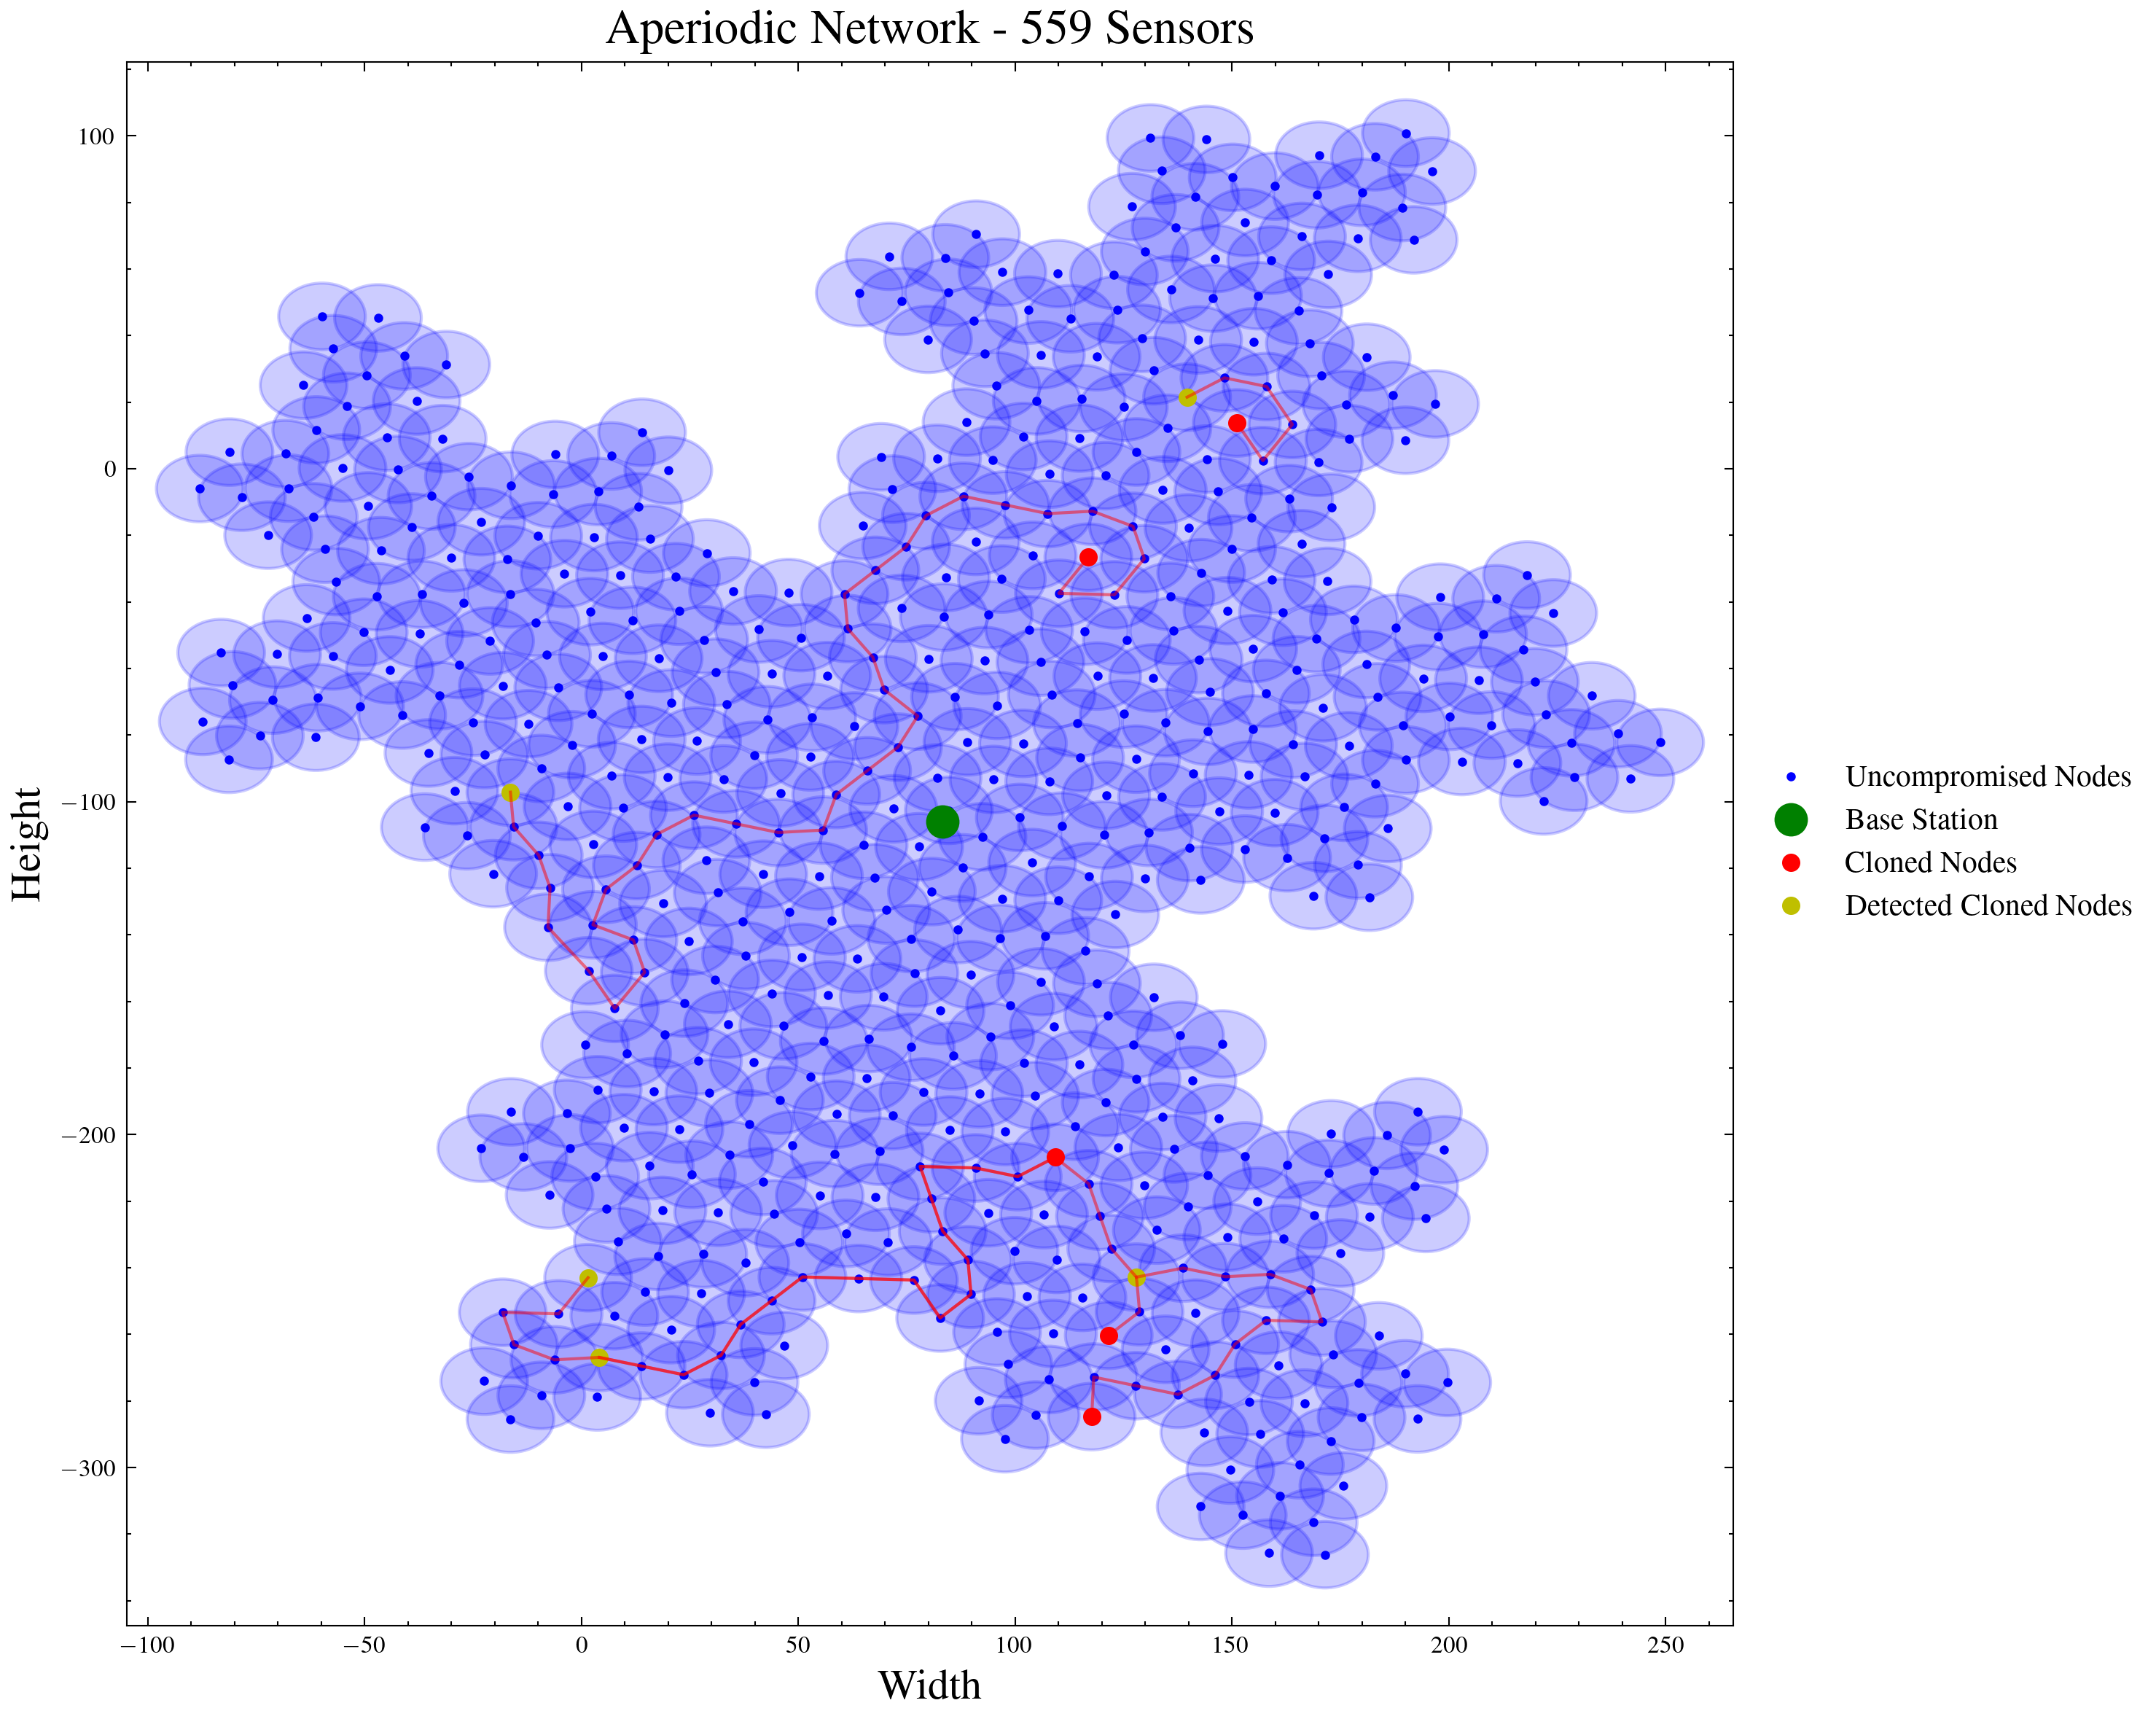 Aperiodic Network - 559 Sensors
100
0
−100
−200
−300
Height
−100
−50
0
50
100
150
200
250
Width
Uncompromised Nodes
Base Station
Cloned Nodes
Detected Cloned Nodes